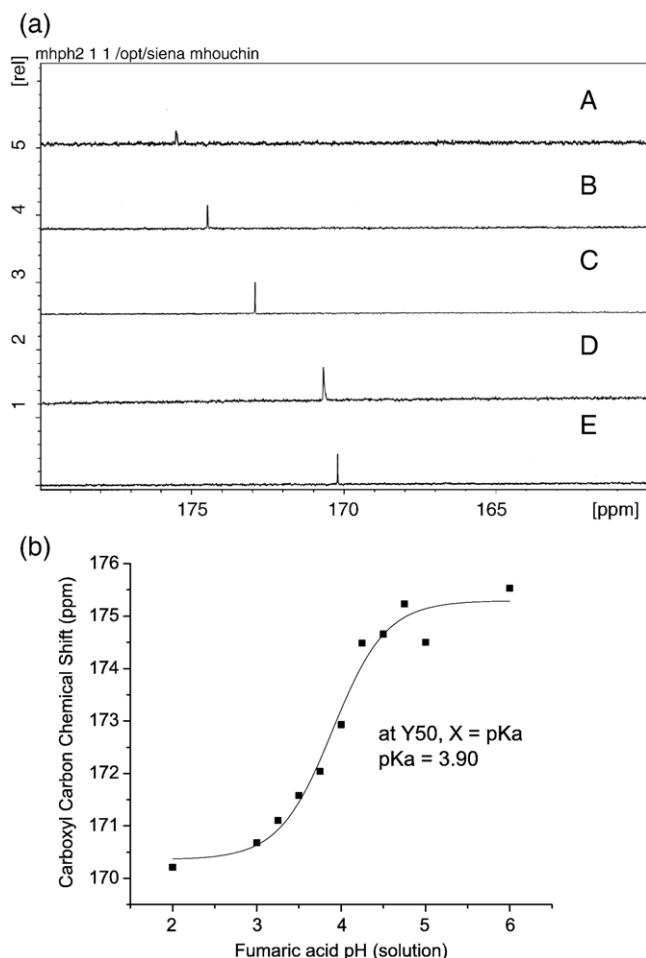 (a)
mhph2 1 1 /opt/siena mhouchin
[rel]
A
5
B
4
C
3
2
D
1
E
175 170 165 [ppm]
(b)
Carboxyl Carbon Chemical Shift (ppm)
176
175
174
173
172
171
170
at Y50, X = pKa
pKa = 3.90
2 3 4 5 6
Fumaric acid pH (solution)